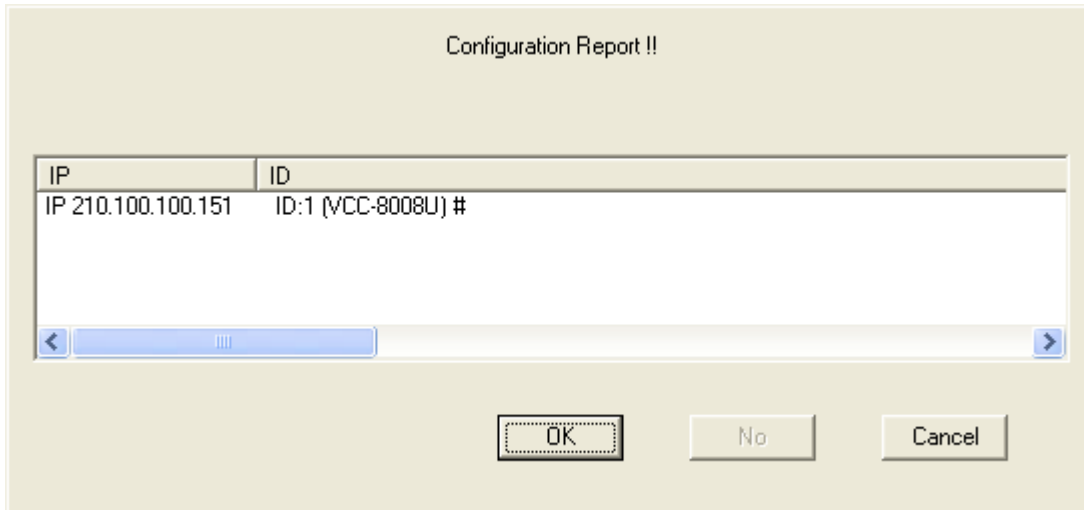 Configuration Report !!
IP ID
IP 210.100.100.151 ID:1 (VCC-8008U) #
OK No Cancel